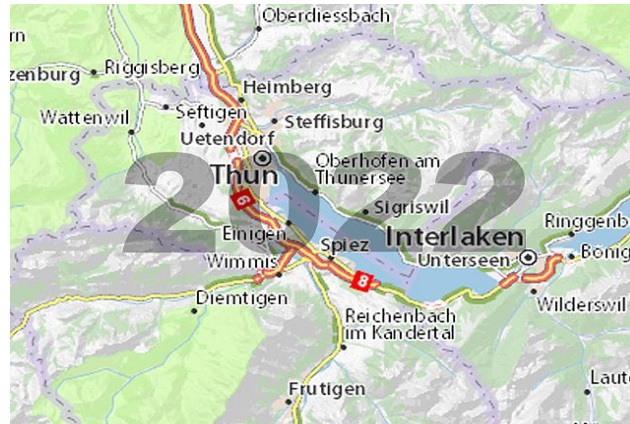 Oberdiessbach
rn
zenburg
Riggisberg
Heimberg
Wattenwil
Seftigen
Steffisburg
Uetendorf
Thun
Oberhofen am
Thunersee
2022
6
Sigriswil
Ringgenb
Einigen
Interlaken
Spiez
Unterseen
Bönig
Wimmis
8
Diemtigen
Wilderswil
Reichenbach
im Kandertal
Laut
Frutigen